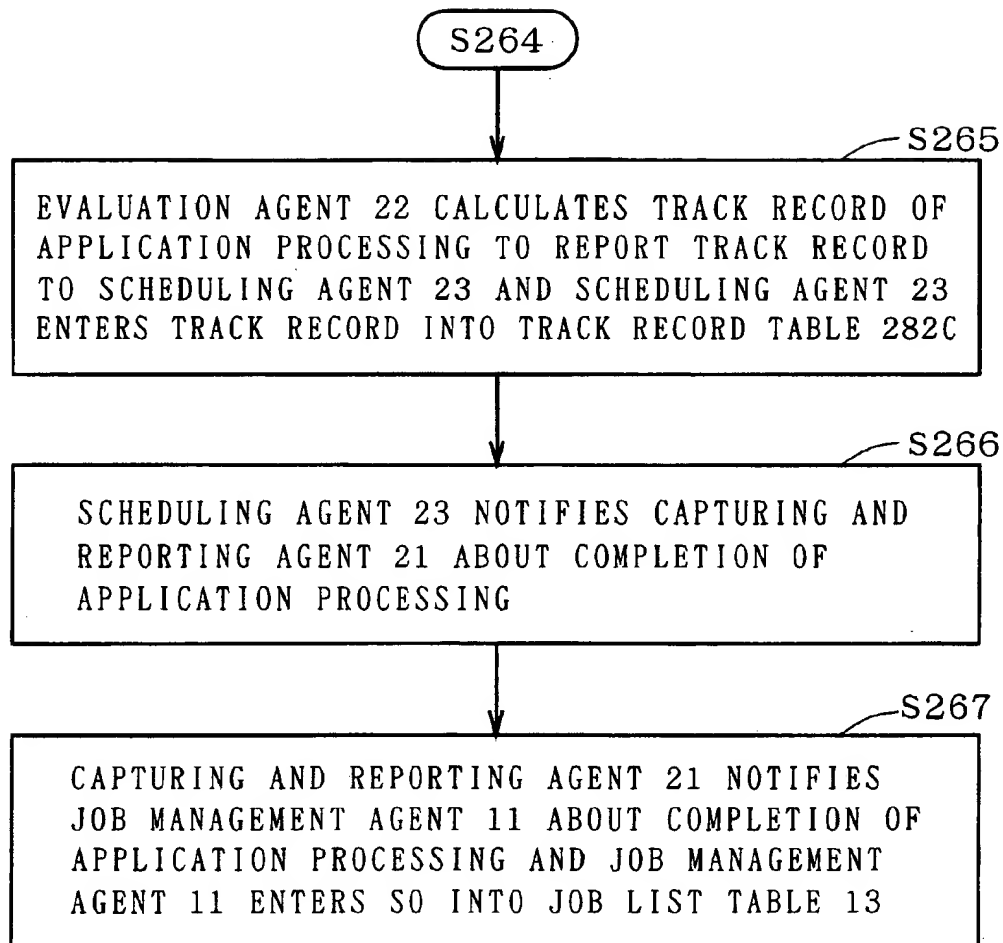 S264
S265
EVALUATION AGENT 22 CALCULATES TRACK RECORD OF
APPLICATION PROCESSING TO REPORT TRACK RECORD
TO SCHEDULING AGENT 23 AND SCHEDULING AGENT 23
ENTERS TRACK RECORD INTO TRACK RECORD TABLE 282C
S266
SCHEDULING AGENT 23 NOTIFIES CAPTURING AND
REPORTING AGENT 21 ABOUT COMPLETION OF
APPLICATION PROCESSING
S267
CAPTURING AND REPORTING AGENT 21 NOTIFIES
JOB MANAGEMENT AGENT 11 ABOUT COMPLETION OF
APPLICATION PROCESSING AND JOB MANAGEMENT
AGENT 11 ENTERS SO INTO JOB LIST TABLE 13